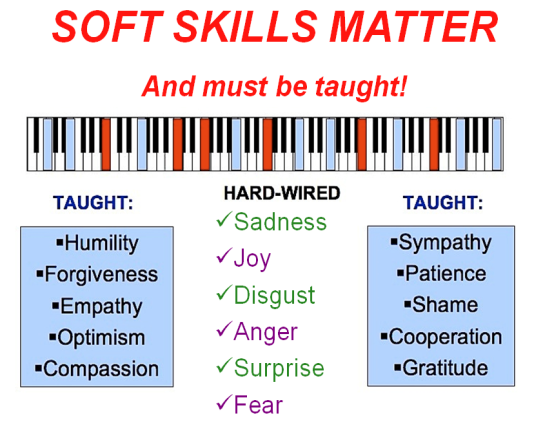 SOFT SKILLS MATTER
And must be taught!
TAUGHT:
▪Humility
▪Forgiveness
▪Empathy
▪Optimism
▪Compassion
HARD-WIRED
✓Sadness
✓Joy
✓Disgust
✓Anger
✓Surprise
✓Fear
TAUGHT:
▪Sympathy
▪Patience
▪Shame
▪Cooperation
▪Gratitude